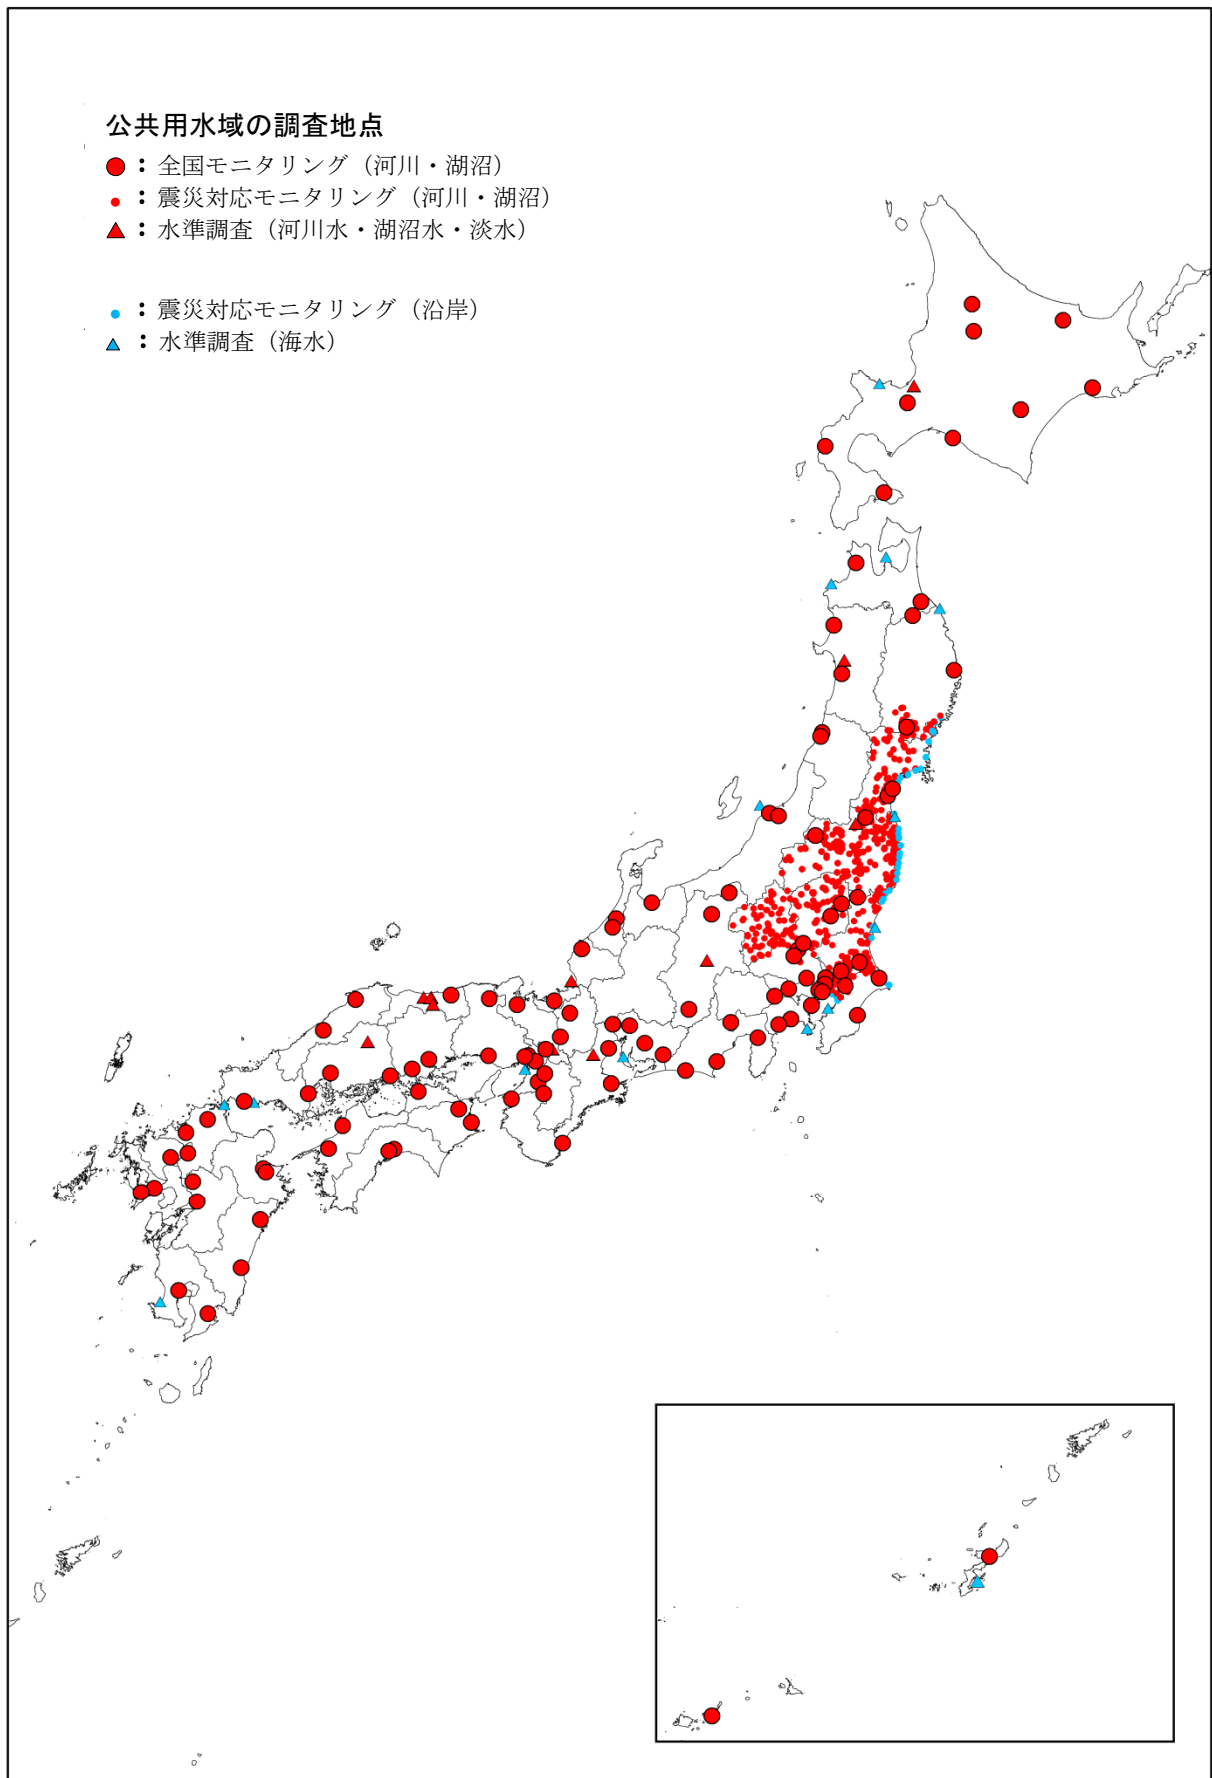 公共用水域の調査地点
：全国モニタリング（河川・湖沼）
：震災対応モニタリング（河川・湖沼）
：水準調査（河川水・湖沼水・淡水）
：震災対応モニタリング（沿岸）
：水準調査（海水）